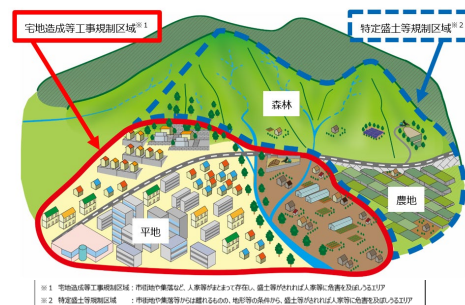 宅地造成等工事規制区域※1
特定盛土等規制区域※2
森林
農地
平地
※1 宅地造成等工事規制区域：市街地や集落など、人家等がまとまって存在し、盛土等がされれば人家等に危害を及ぼしうるエリア
※2 特定盛土等規制区域：市街地や集落等からは離れるものの、地形等の条件から、盛土等がされれば人家等に危害を及ぼしうるエリア